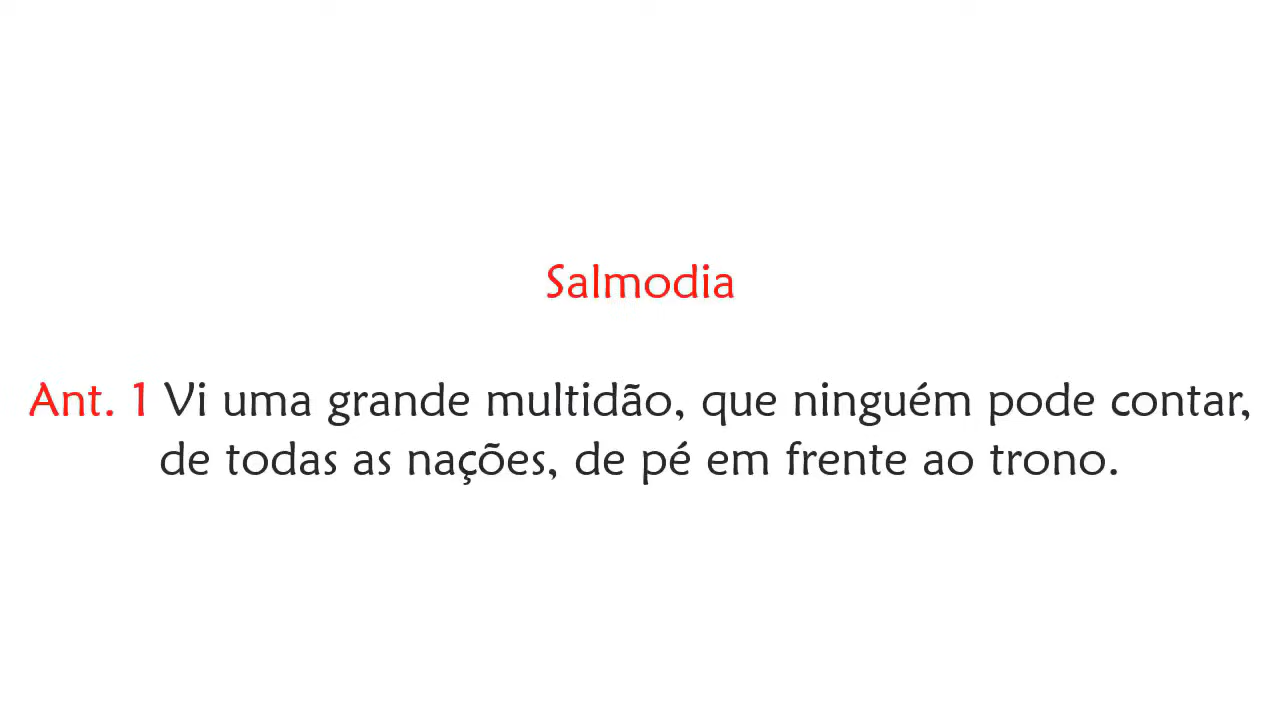 Salmodia
Ant. 1 Vi uma grande multidão, que ninguém pode contar,
de todas as nações, de pé em frente ao trono.